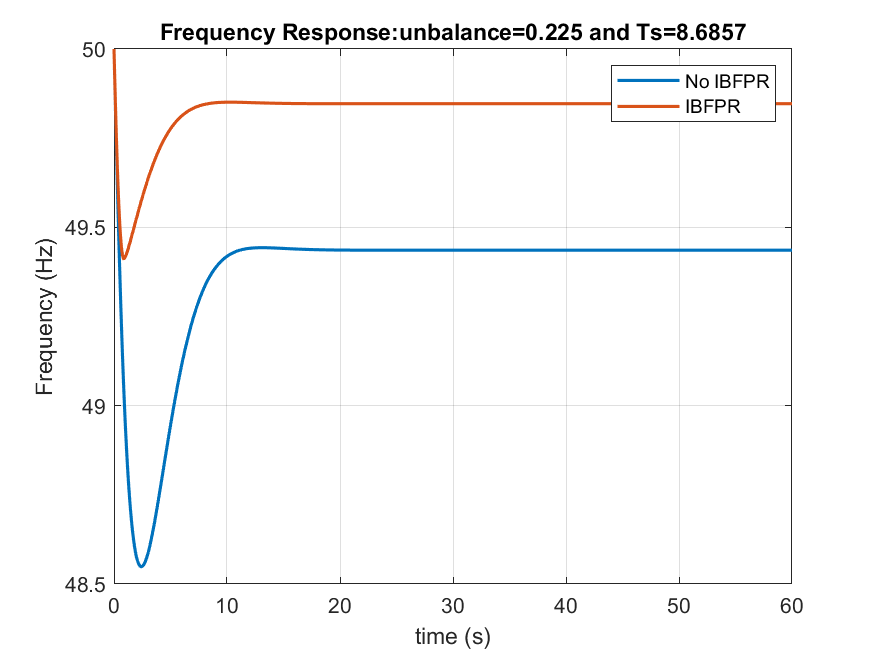 Frequency Response:unbalance=0.225 and Ts=8.6857
50
49.5
49
48.5
Frequency (Hz)
No IBFPR
IBFPR
0 10 20 30 40 50 60
time (s)